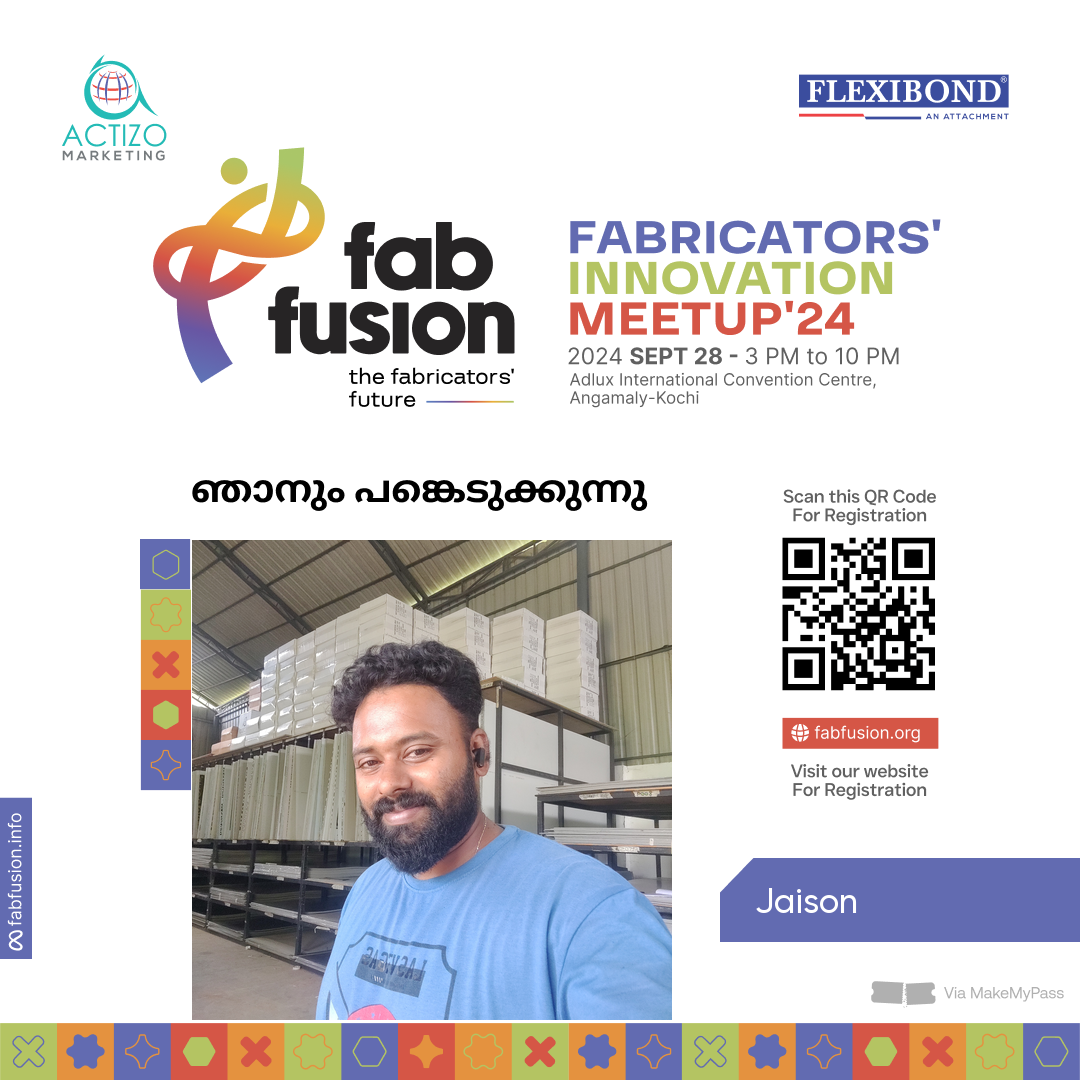 ACTIZO
MARKETING
FLEXIBOND®
AN ATTACHMENT
fab
fusion
the fabricators'
future
FABRICATORS'
INNOVATION
MEETUP'24
2024 SEPT 28 - 3 PM to 10 PM
Adlux International Convention Centre,
Angamaly-Kochi
ഞാനും പങ്കെടുക്കുന്നു
Scan this QR Code
For Registration
fabfusion.org
Visit our website
For Registration
LASVEGAS
fabfusion.info
Jaison
Via MakeMyPass